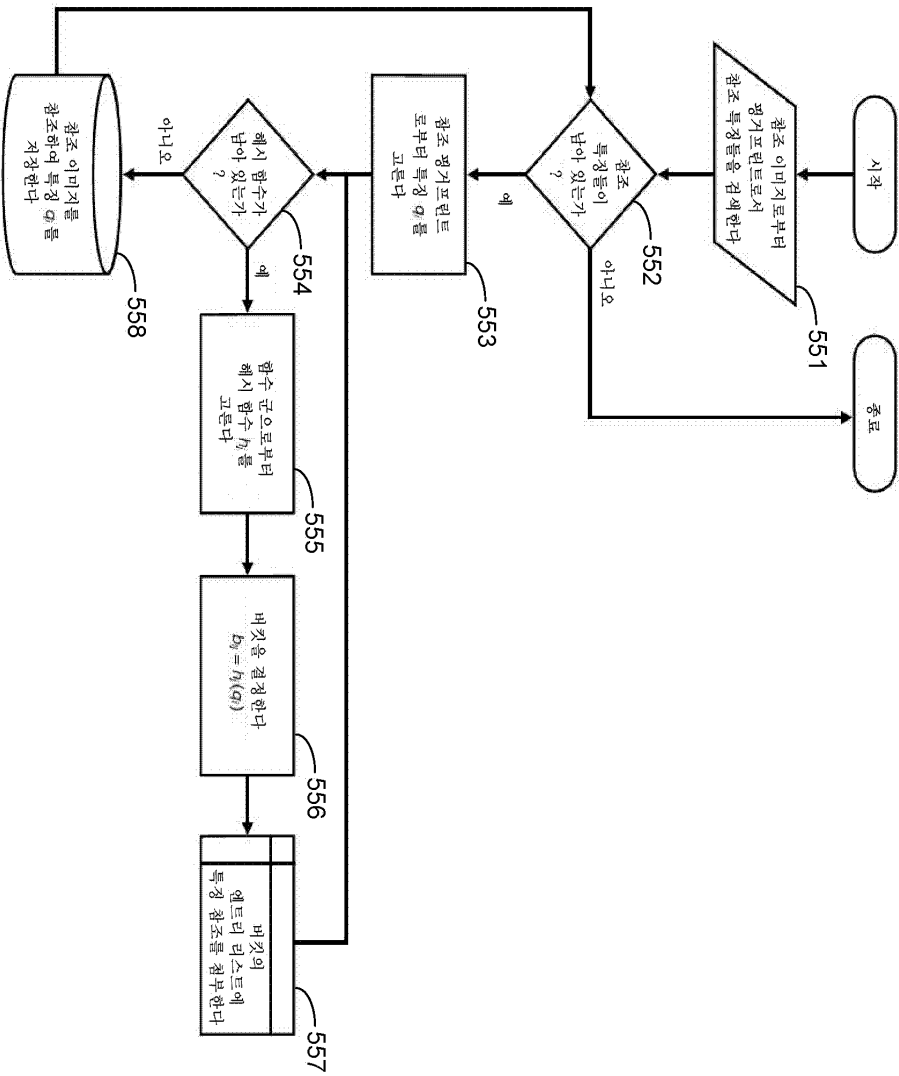 시작
참조 이미지로부터
핑거프린트로서
참조 특징들을 검색한다
551
참조
특징들이
남아 있는가
?
552
아니오
종료
예
참조 핑거프린트
로부터 특징 qᵢ를
고른다
553
해시 함수가
남아 있는가
?
554
예
함수 군으로부터
해시 함수 hⱼ를
고른다
555
버킷을 결정한다
bᵢⱼ = hⱼ(qᵢ)
556
버킷의
엔트리 리스트에
특징 참조를 첨부한다
557
아니오
참조 이미지를
참조하여 특징 qᵢ를
저장한다
558